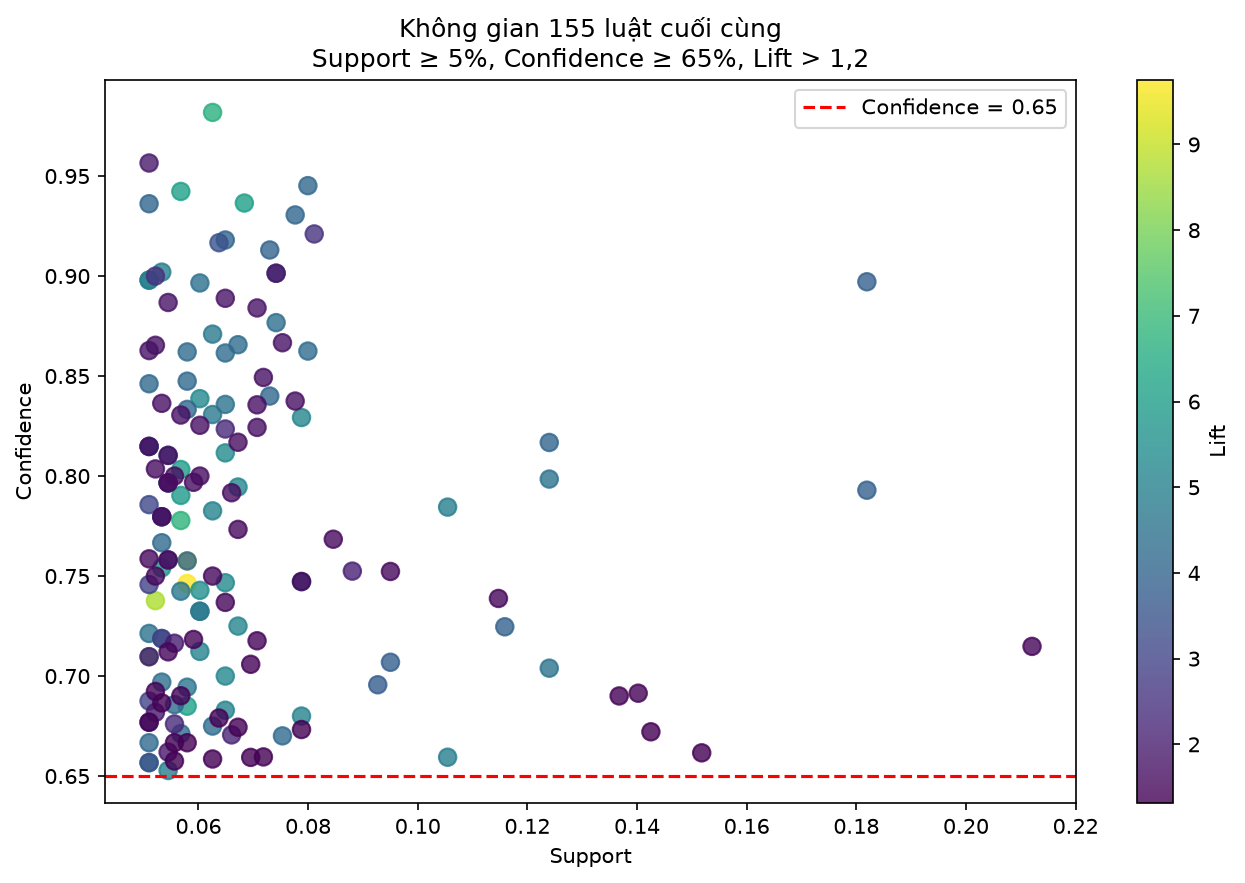 Không gian 155 luật cuối cùng
Support ≥ 5%, Confidence ≥ 65%, Lift > 1,2
Confidence = 0.65
Confidence
0.95
0.90
0.85
0.80
0.75
0.70
0.65
0.06 0.08 0.10 0.12 0.14 0.16 0.18 0.20 0.22
Support
9
8
7
6
5
4
3
2
Lift